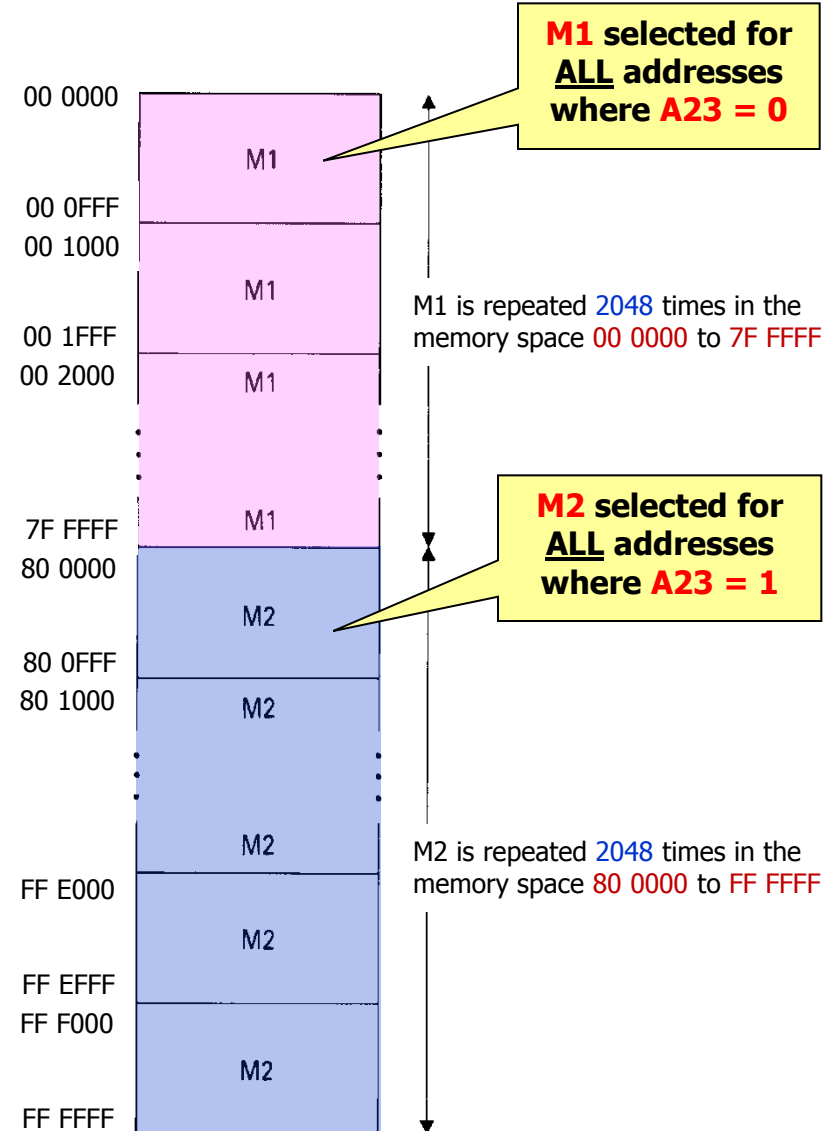 M1 selected for
ALL addresses
where A23 = 0
00 0000
M1
00 0FFF
00 1000
M1
M1 is repeated 2048 times in the
memory space 00 0000 to 7F FFFF
00 1FFF
00 2000
M1
M2 selected for
ALL addresses
where A23 = 1
M1
7F FFFF
80 0000
M2
80 0FFF
80 1000
M2
M2
M2 is repeated 2048 times in the
memory space 80 0000 to FF FFFF
FF E000
M2
FF EFFF
FF F000
M2
FF FFFF